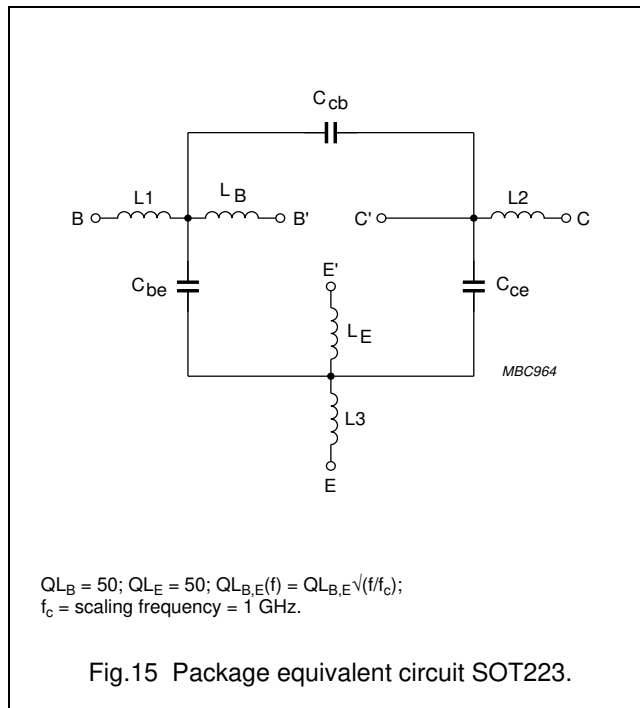 C_cb
L1
L_B
L2
B
B'
C'
C
C_be
E'
C_ce
L_E
MBC964
L3
E
QL_B = 50; QL_E = 50; QL_B,E(f) = QL_B,E√(f/f_c);
f_c = scaling frequency = 1 GHz.
Fig.15 Package equivalent circuit SOT223.